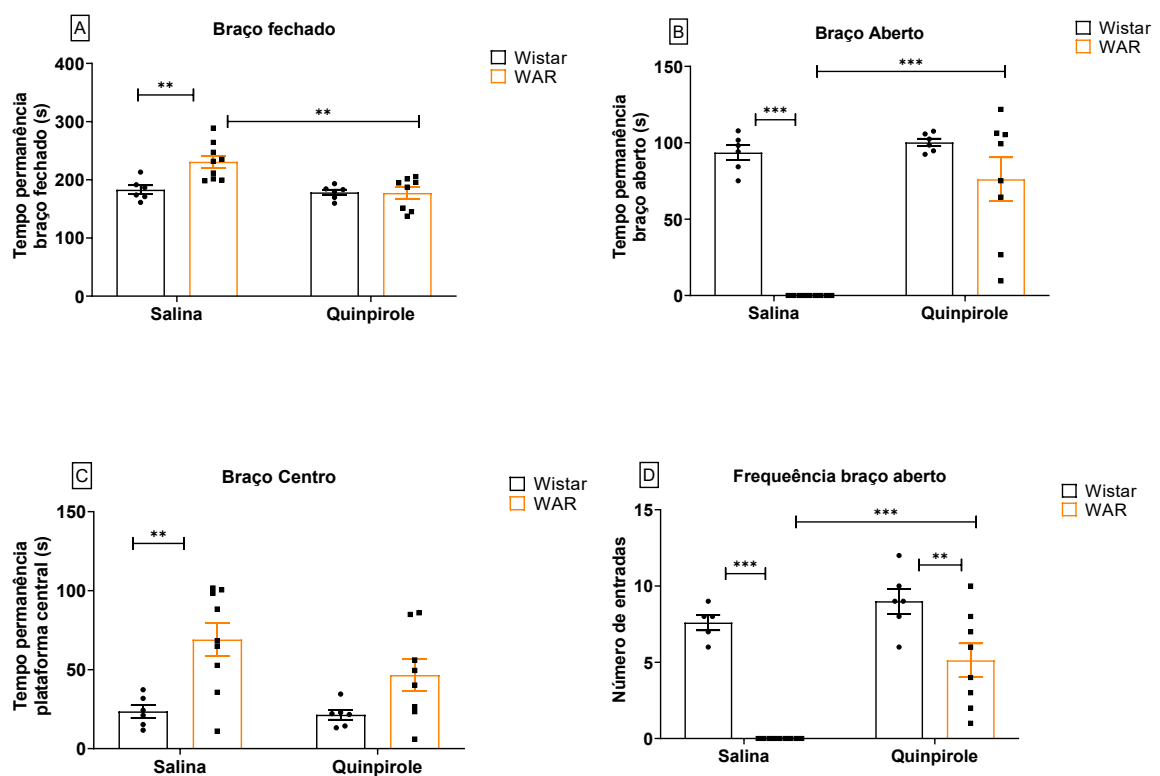 A
Braço fechado
Wistar
WAR
Tempo permanência
braço fechado (s)
400
300
200
100
0
**
**
Salina
Quinpirole
B
Braço Aberto
Wistar
WAR
Tempo permanência
braço aberto (s)
150
100
50
0
***
***
Salina
Quinpirole
C
Braço Centro
Wistar
WAR
Tempo permanência
plataforma central (s)
150
100
50
0
**
Salina
Quinpirole
D
Frequeência braço aberto
Wistar
WAR
Número de entradas
15
10
5
0
***
***
**
Salina
Quinpirole